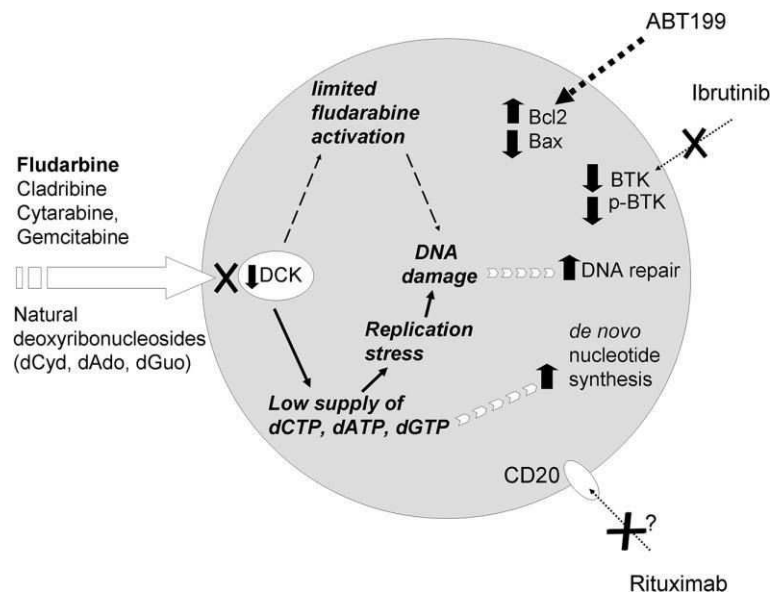 ABT199
limited
fludarabine
activation
Bcl2
Bax
Ibrutinib
BTK
p-BTK
Fludarbine
Cladribine
Cytarabine,
Gemcitabine
DCK
DNA
damage
DNA repair
Natural
deoxyribonucleosides
(dCyd, dAdo, dGuo)
Replication
stress
de novo
nucleotide
synthesis
Low supply of
dCTP, dATP, dGTP
CD20
?
Rituximab